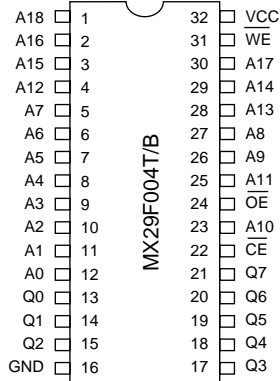 A18 1 32 VCC
A16 2 31 WE
A15 3 30 A17
A12 4 29 A14
A7 5 28 A13
A6 6 27 A8
A5 7 26 A9
A4 8 25 A11
A3 9 24 OE
A2 10 23 A10
A1 11 22 CE
A0 12 21 Q7
Q0 13 20 Q6
Q1 14 19 Q5
Q2 15 18 Q4
GND 16 17 Q3
MX29F004T/B